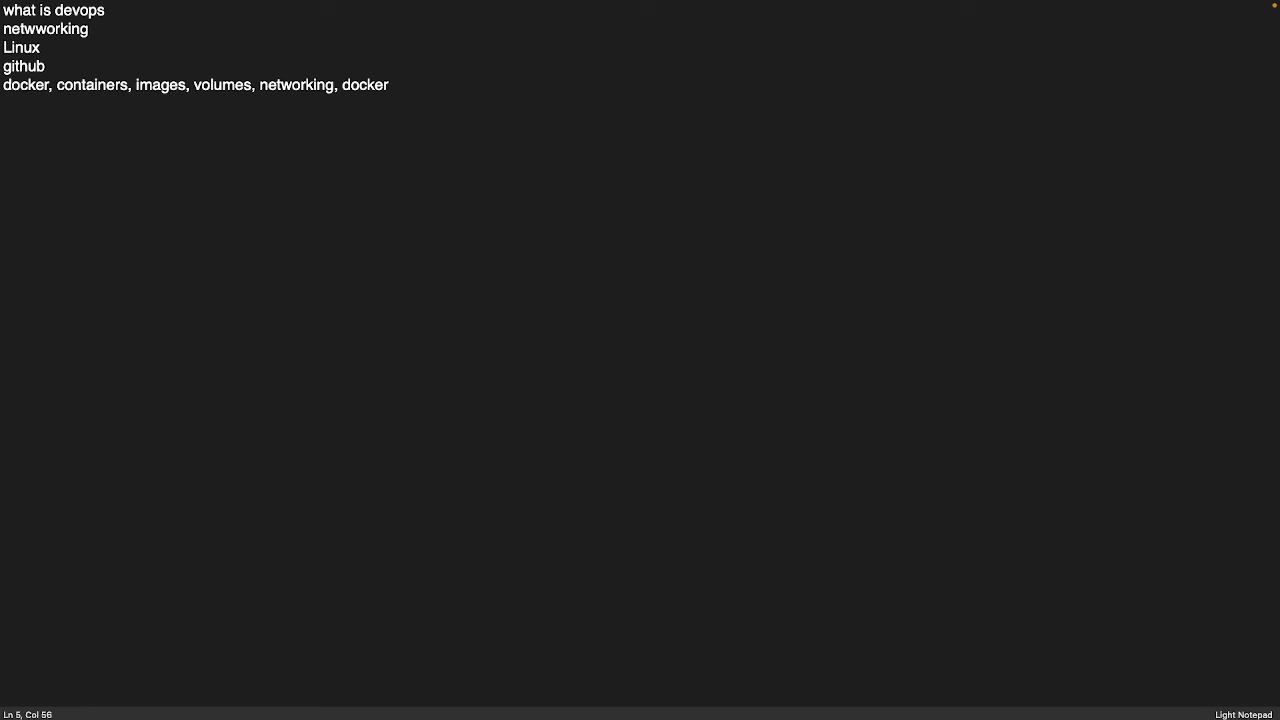 what is devops
netwworking
Linux
github
docker, containers, images, volumes, networking, docker
Ln 5, Col 56
Light Notepad